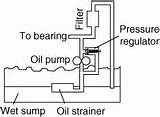 Filter
To bearing
Pressure
regulator
Oil pump
Wet sump
Oil strainer